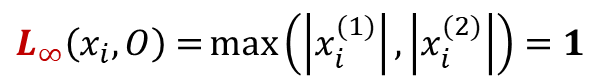 L∞(xᵢ, O) = max(|xᵢ⁽¹⁾|, |xᵢ⁽²⁾|) = 1